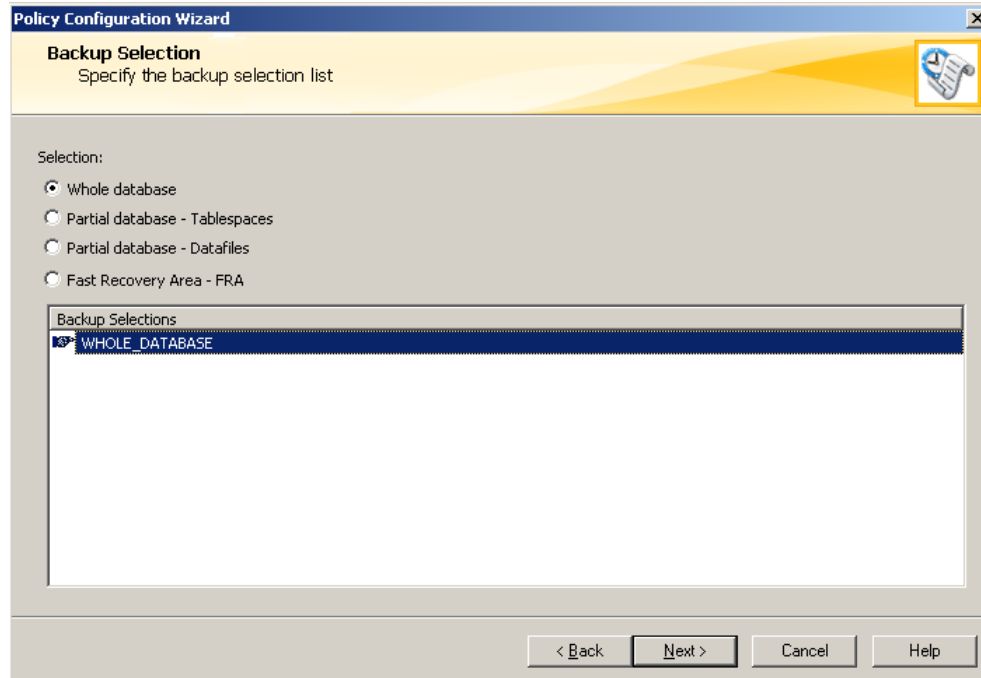 Policy Configuration Wizard
Backup Selection
Specify the backup selection list
Selection:
Whole database
Partial database - Tablespaces
Partial database - Datafiles
Fast Recovery Area - FRA
Backup Selections
WHOLE_DATABASE
< Back Next > Cancel Help